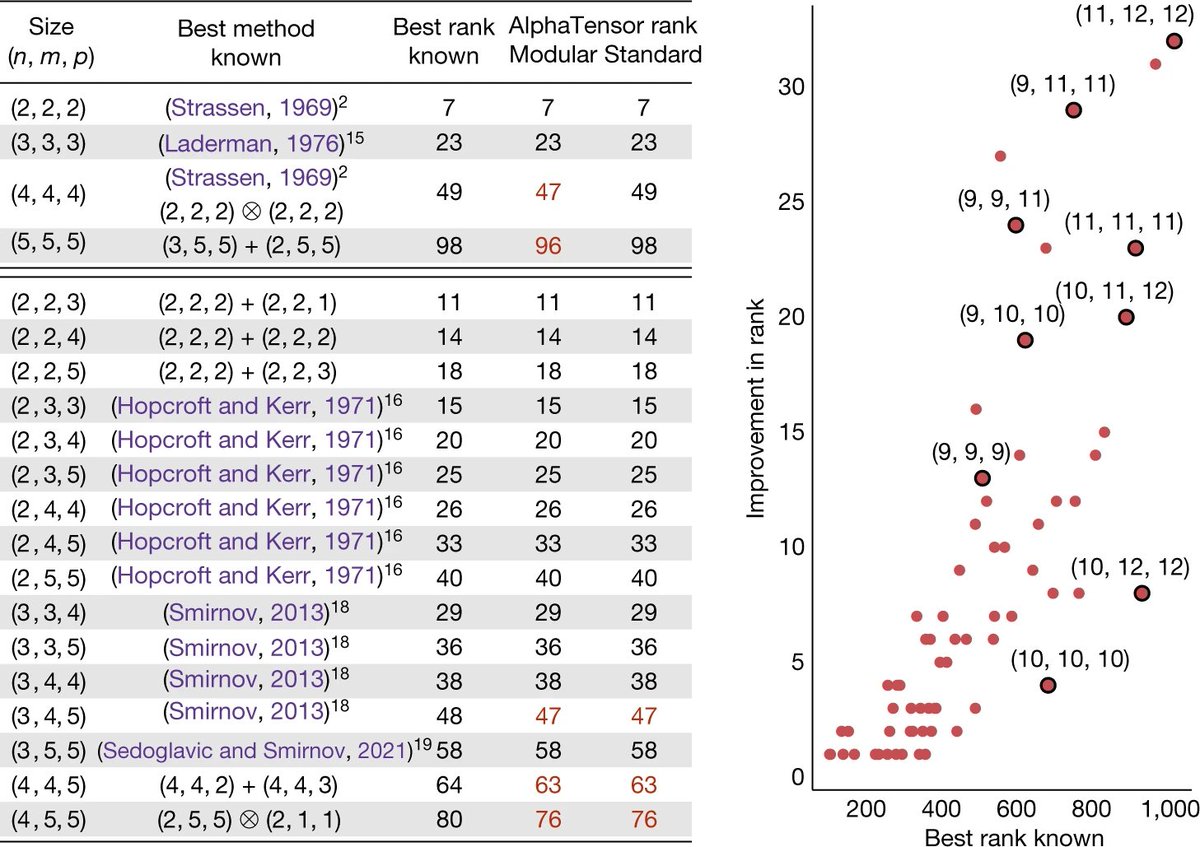 Size Best method Best rank AlphaTensor rank
(n, m, p) known known Modular Standard
(2, 2, 2) (Strassen, 1969)2 7 7 7
(3, 3, 3) (Laderman, 1976)15 23 23 23
(4, 4, 4) (Strassen, 1969)2 49 47 49
(2, 2, 2) ⊗ (2, 2, 2)
(5, 5, 5) (3, 5, 5) + (2, 5, 5) 98 96 98
(2, 2, 3) (2, 2, 2) + (2, 2, 1) 11 11 11
(2, 2, 4) (2, 2, 2) + (2, 2, 2) 14 14 14
(2, 2, 5) (2, 2, 2) + (2, 2, 3) 18 18 18
(2, 3, 3) (Hopcroft and Kerr, 1971)16 15 15 15
(2, 3, 4) (Hopcroft and Kerr, 1971)16 20 20 20
(2, 3, 5) (Hopcroft and Kerr, 1971)16 25 25 25
(2, 4, 4) (Hopcroft and Kerr, 1971)16 26 26 26
(2, 4, 5) (Hopcroft and Kerr, 1971)16 33 33 33
(2, 5, 5) (Hopcroft and Kerr, 1971)16 40 40 40
(3, 3, 4) (Smirnov, 2013)18 29 29 29
(3, 3, 5) (Smirnov, 2013)18 36 36 36
(3, 4, 4) (Smirnov, 2013)18 38 38 38
(3, 4, 5) (Smirnov, 2013)18 48 47 47
(3, 5, 5) (Sedoglavic and Smirnov, 2021)19 58 58 58
(4, 4, 5) (4, 4, 2) + (4, 4, 3) 64 63 63
(4, 5, 5) (2, 5, 5) ⊗ (2, 1, 1) 80 76 76
(11, 12, 12)
30
(9, 11, 11)
25
(9, 9, 11)
(11, 11, 11)
(10, 11, 12)
20
(9, 10, 10)
Improvement in rank
15
(9, 9, 9)
10
(10, 12, 12)
5
(10, 10, 10)
0
200 400 600 800 1,000
Best rank known